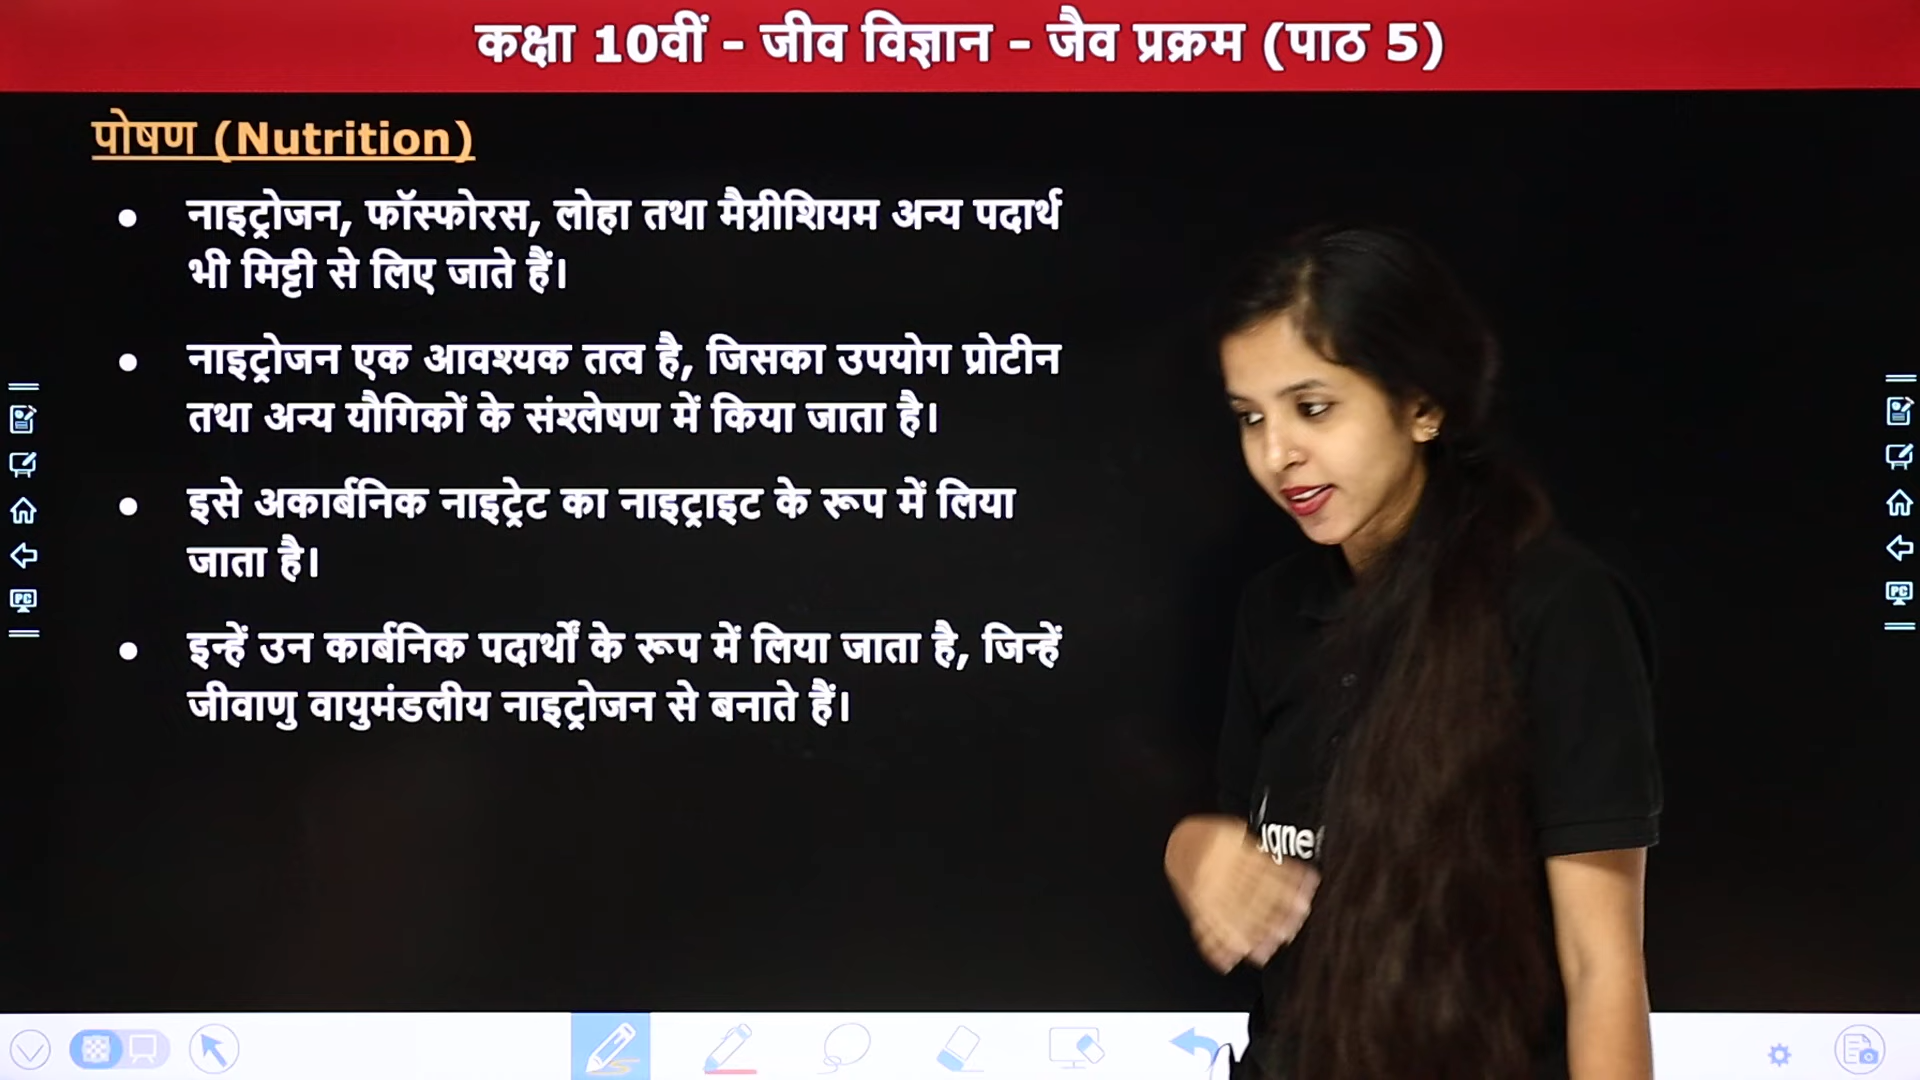 कक्षा 10वीं - जीव विज्ञान - जैव प्रक्रम (पाठ 5)
पोषण (Nutrition)
• नाइट्रोजन, फॉस्फोरस, लोहा तथा मैग्नीशियम अन्य पदार्थ
भी मिट्टी से लिए जाते हैं।
• नाइट्रोजन एक आवश्यक तत्व है, जिसका उपयोग प्रोटीन
तथा अन्य यौगिकों के संश्लेषण में किया जाता है।
• इसे अकार्बनिक नाइट्रेट का नाइट्राइट के रूप में लिया
जाता है।
• इन्हें उन कार्बनिक पदार्थों के रूप में लिया जाता है, जिन्हें
जीवाणु वायुमंडलीय नाइट्रोजन से बनाते हैं।
PC
PC